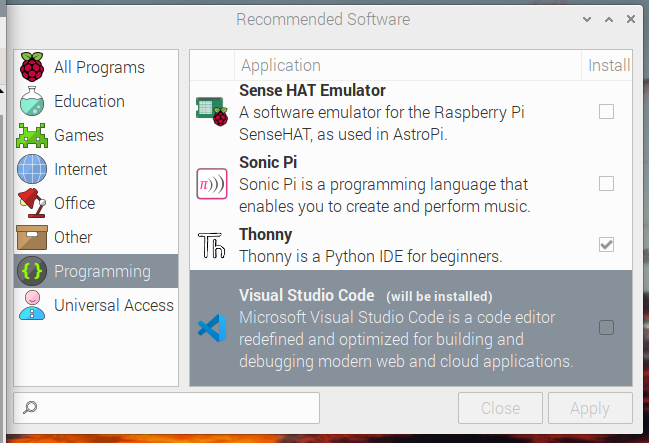 Recommended Software
All Programs
Education
Games
Internet
Office
Other
Programming
Universal Access
Application Install
Sense HAT Emulator
A software emulator for the Raspberry Pi
SenseHAT, as used in AstroPi.
π)))
Sonic Pi
Sonic Pi is a programming language that
enables you to create and perform music.
Th
Thonny
Thonny is a Python IDE for beginners.
Visual Studio Code (will be installed)
Microsoft Visual Studio Code is a code editor
redefined and optimized for building and
debugging modern web and cloud applications.
Close Apply